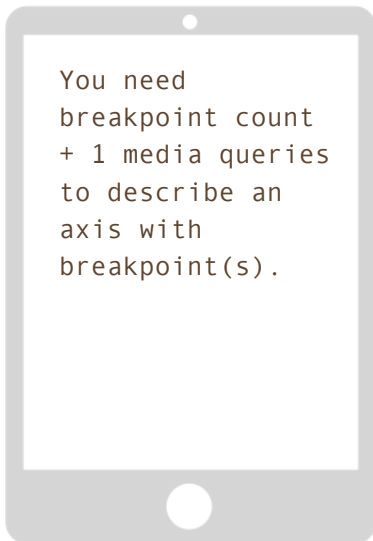 You need
breakpoint count
+ 1 media queries
to describe an
axis with
breakpoint(s).